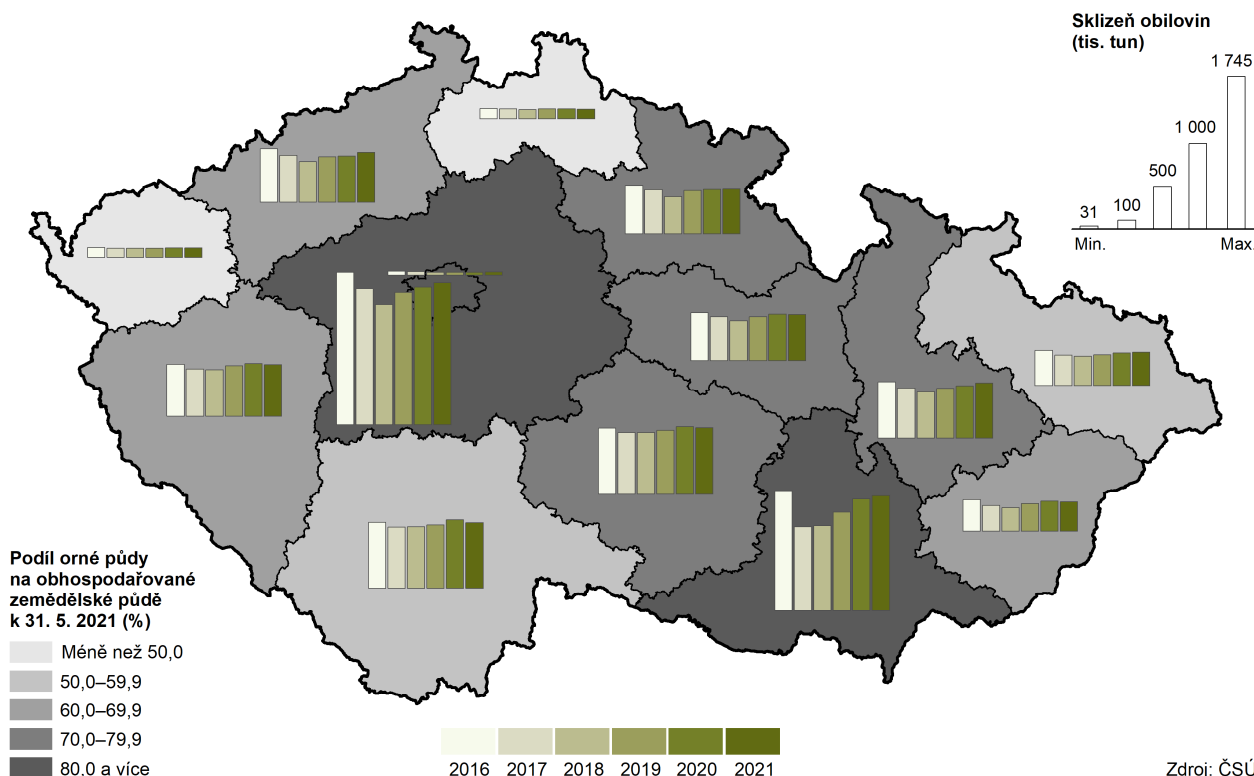 Sklizeň obilovin
(tis. tun)
1 745
1 000
500
100
31
Min.
Max.
Podíl orné půdy
na obhospodařované
zemědělské půdě
k 31. 5. 2021 (%)
Méně než 50,0
50,0–59,9
60,0–69,9
70,0–79,9
80.0 a více
2016 2017 2018 2019 2020 2021
Zdroj: ČSÚ